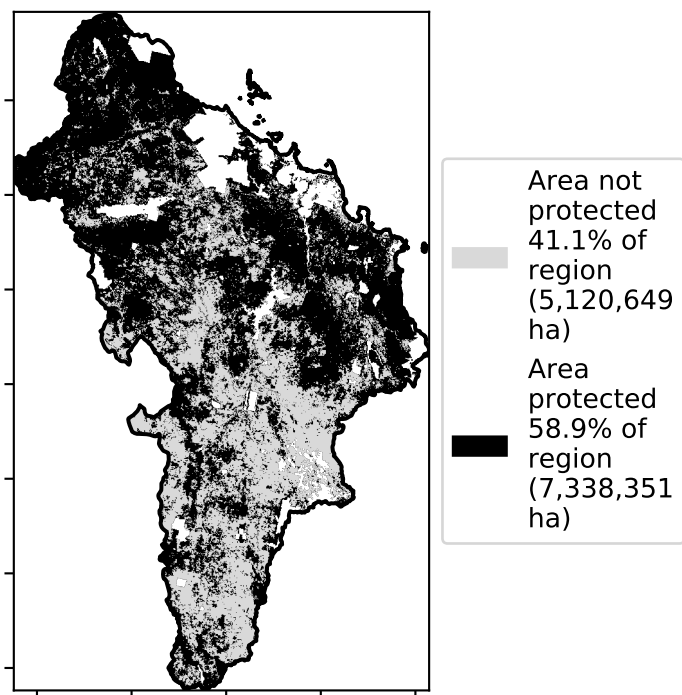 Area not
protected
41.1% of
region
(5,120,649
ha)
Area
protected
58.9% of
region
(7,338,351
ha)